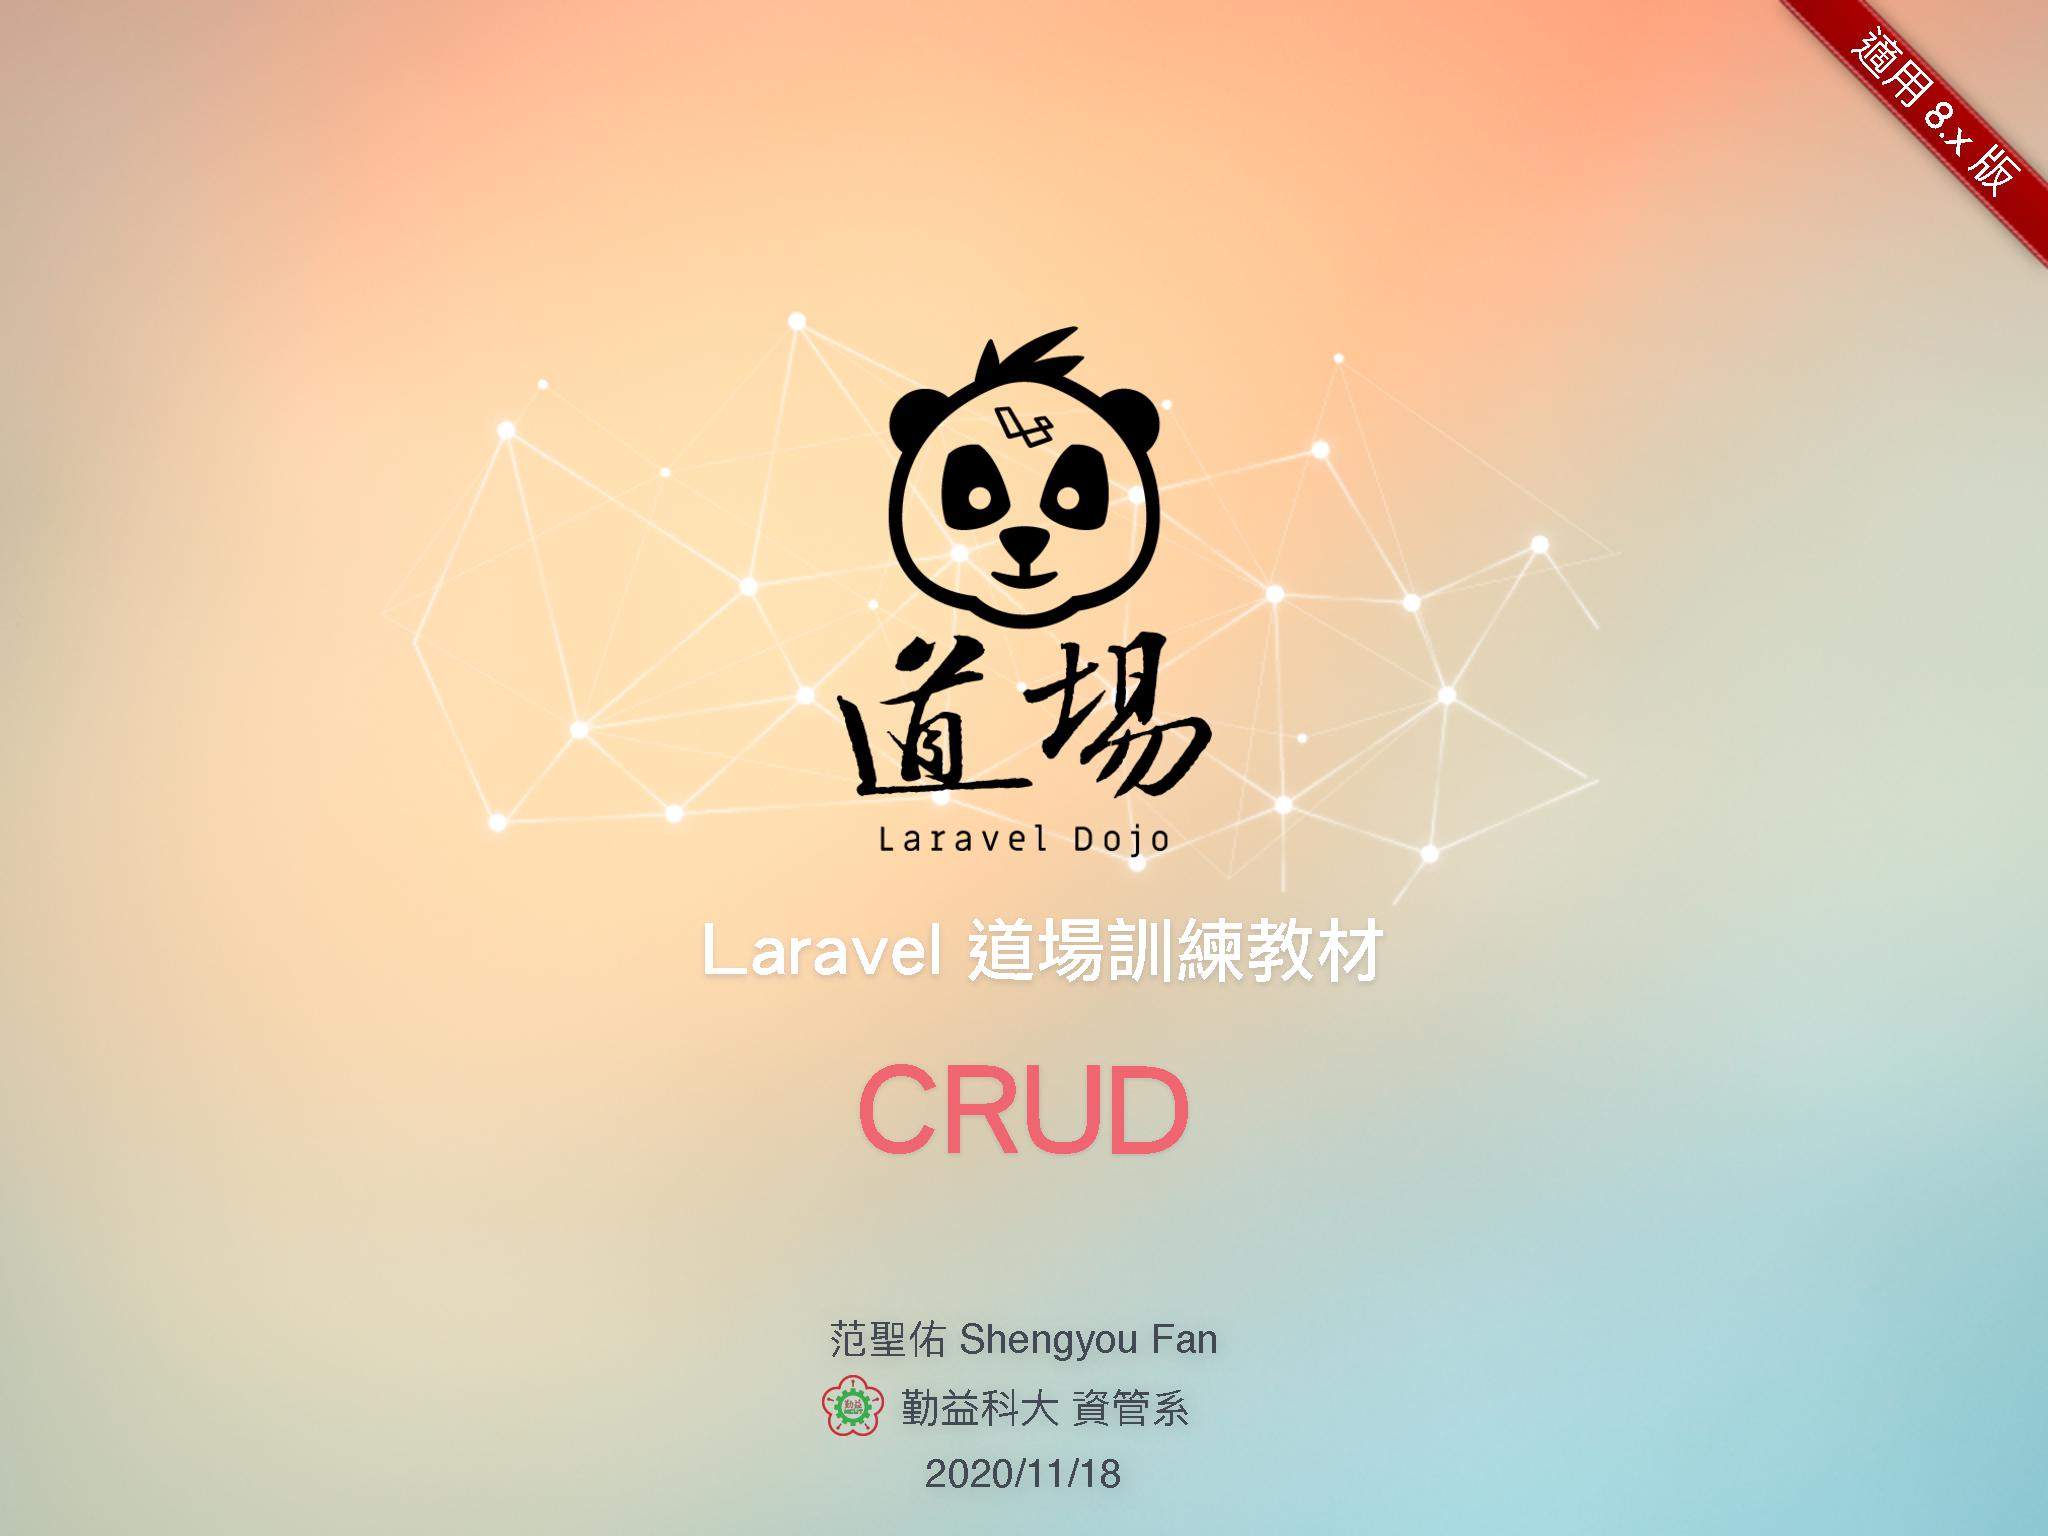 適用 8.x 版
道場
Laravel Dojo
Laravel 道場訓練教材
CRUD
范聖佑 Shengyou Fan
勤益科大 資管系
2020/11/18